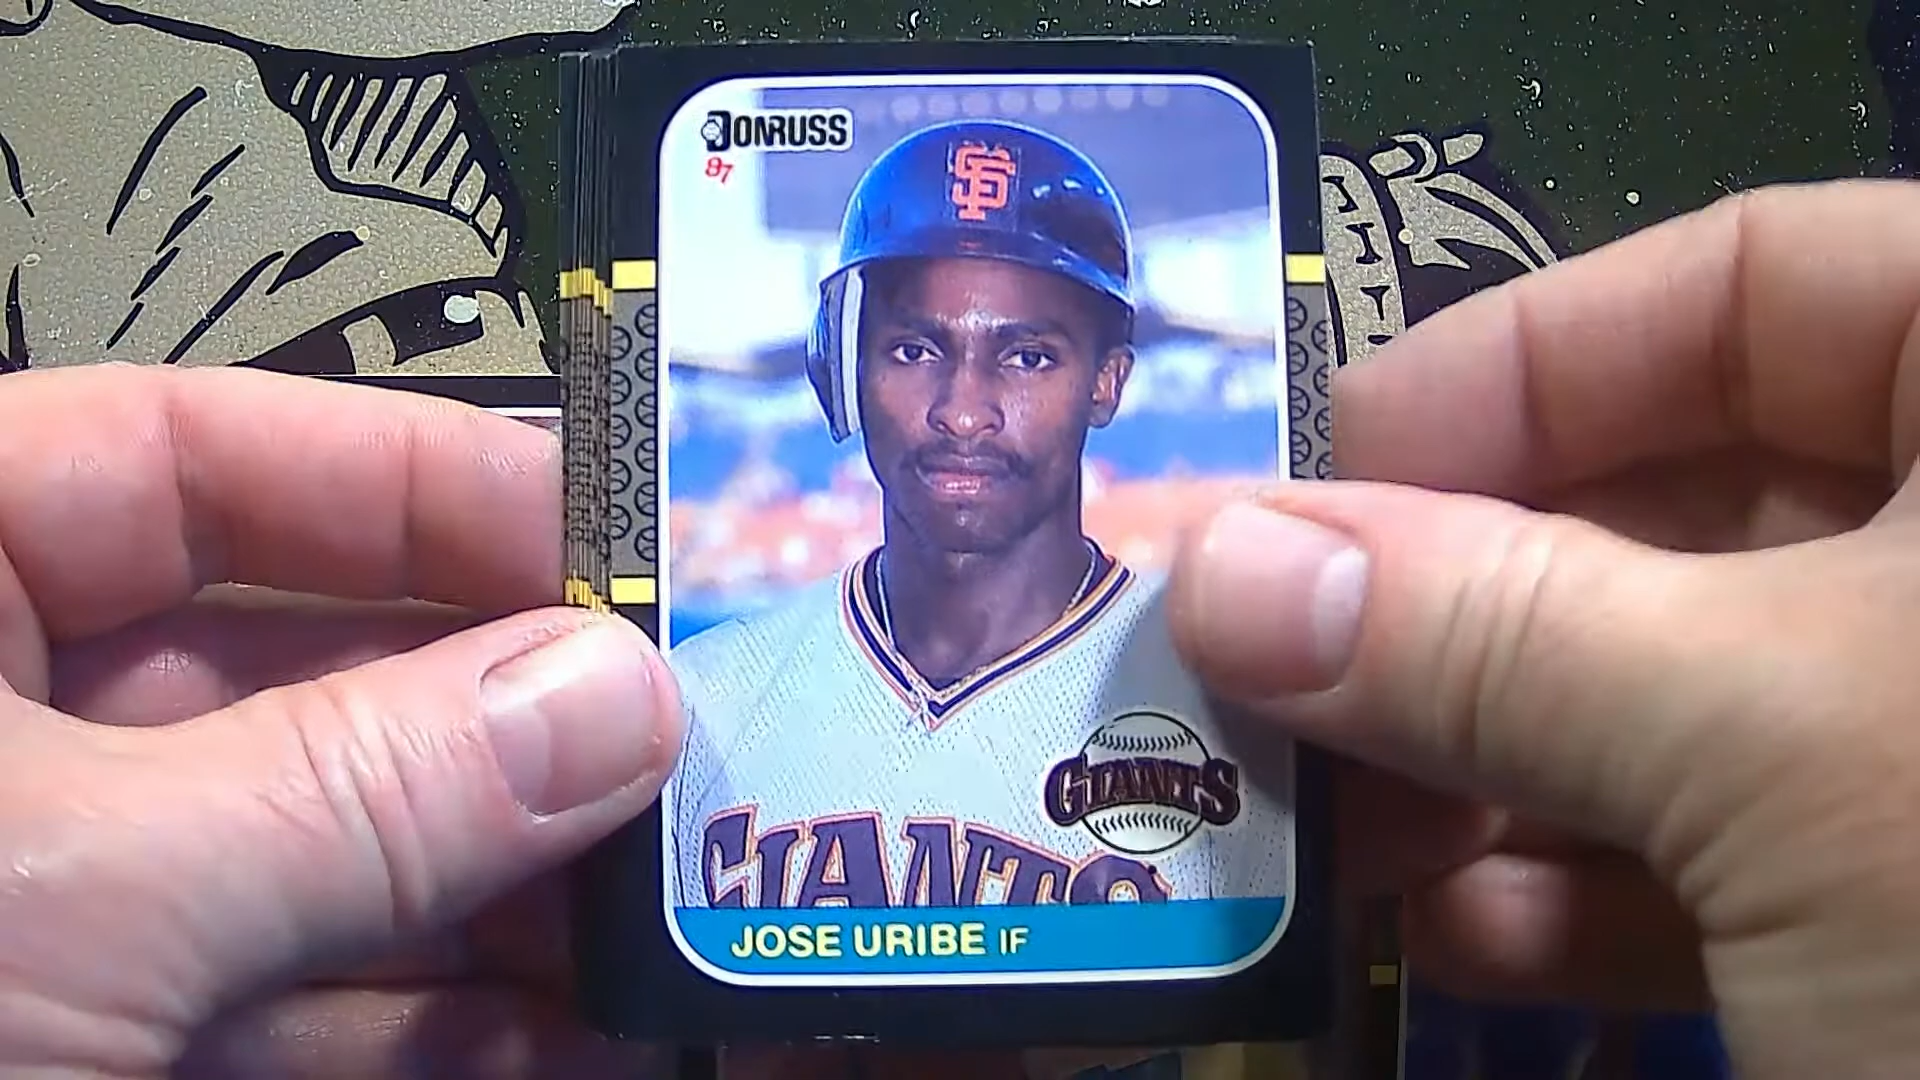 DONRUSS
87
SF
GIANTS
GIANTS
JOSE URIBE IF